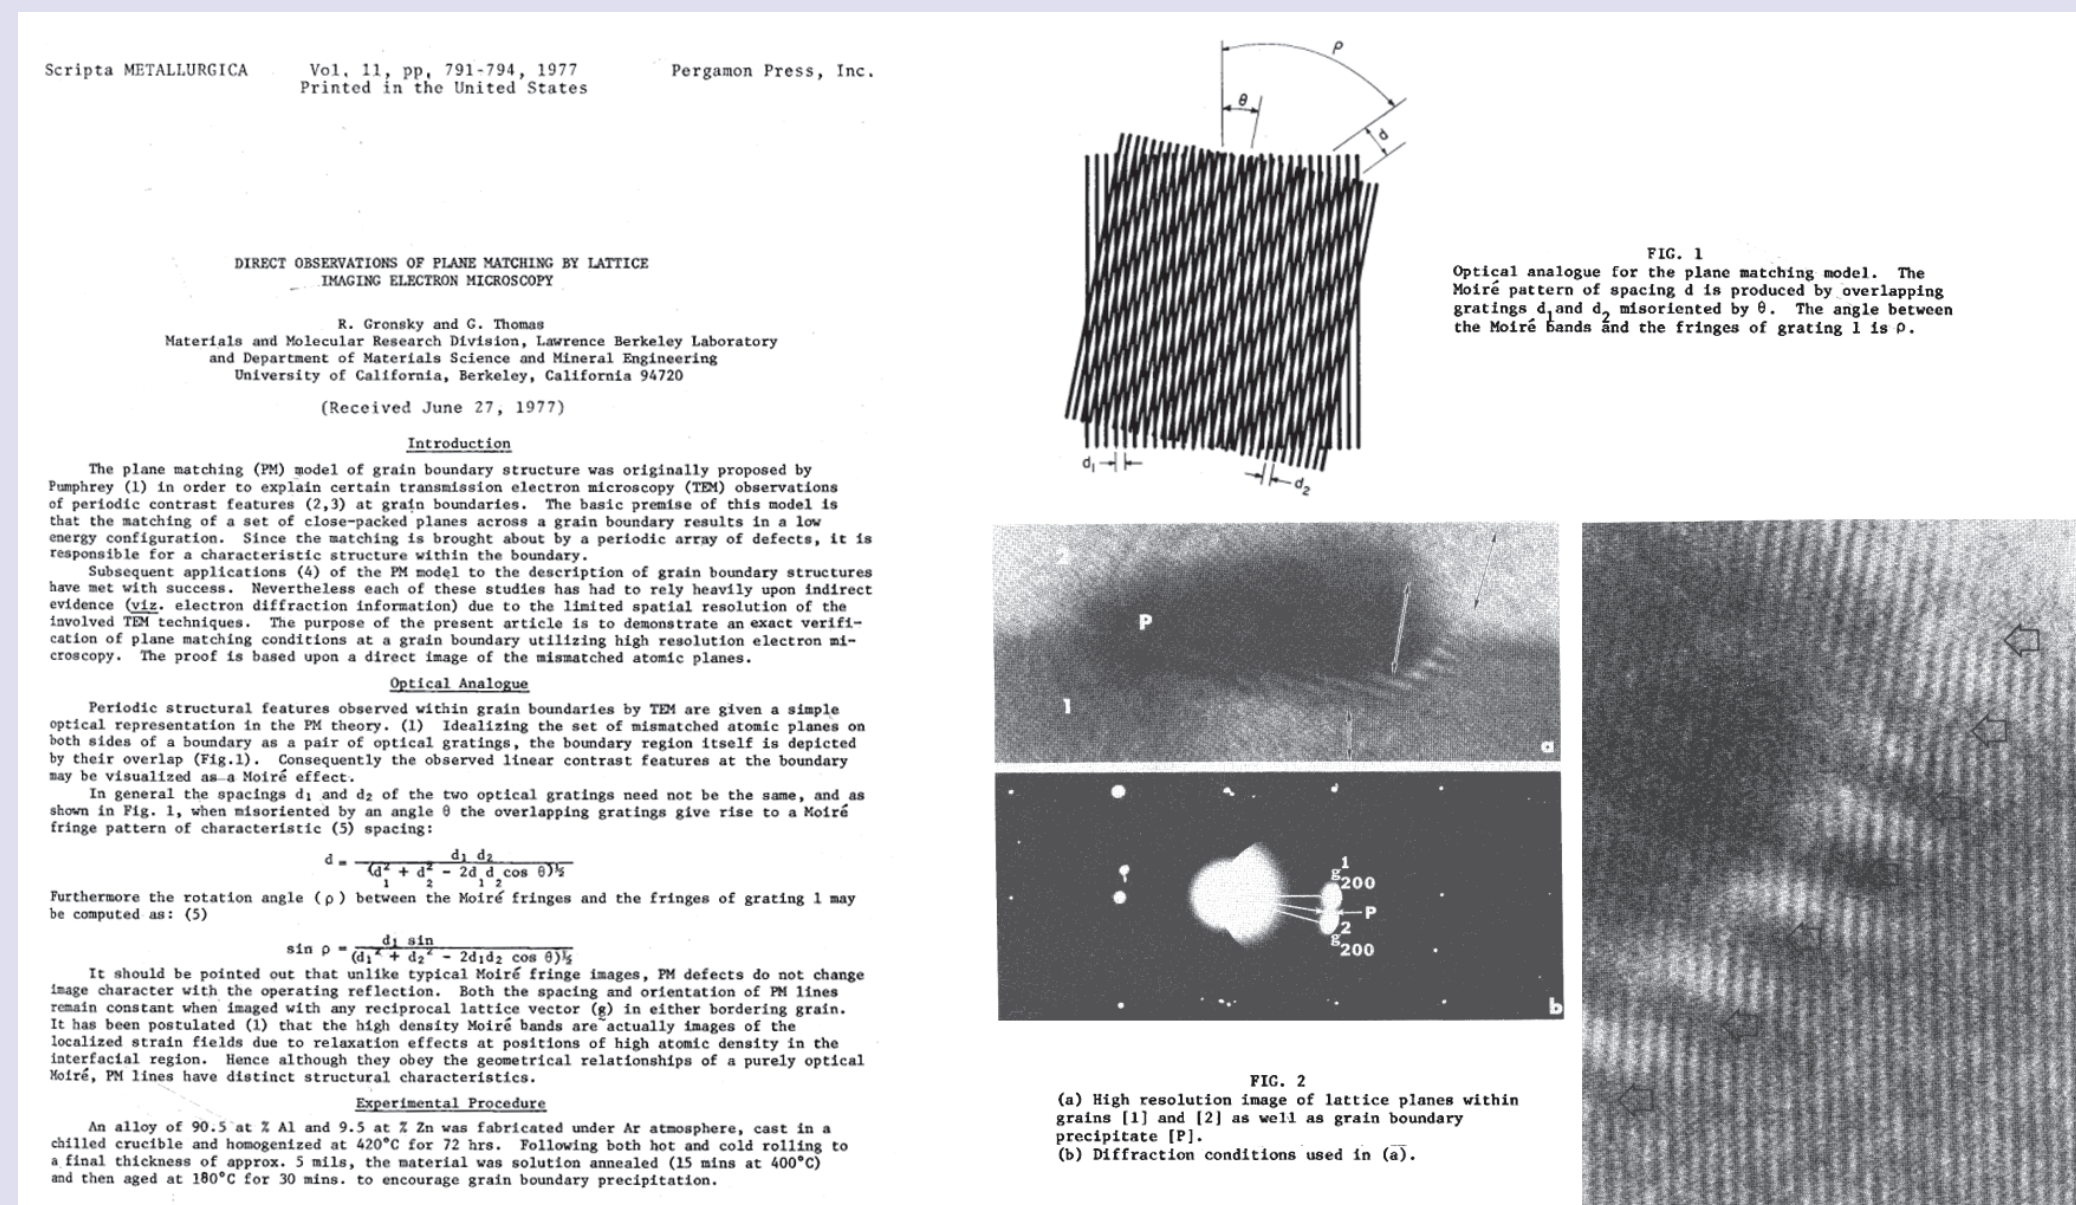 Scripta METALLURGICA Vol. 11, pp. 791-794, 1977 Pergamon Press, Inc.
Printed in the United States
DIRECT OBSERVATIONS OF PLANE MATCHING BY LATTICE
IMAGING ELECTRON MICROSCOPY
R. Gronsky and G. Thomas
Materials and Molecular Research Division, Lawrence Berkeley Laboratory
and Department of Materials Science and Mineral Engineering
University of California, Berkeley, California 94720
(Received June 27, 1977)
Introduction
The plane matching (PM) model of grain boundary structure was originally proposed by
Pumphrey (1) in order to explain certain transmission electron microscopy (TEM) observations
of periodic contrast features (2,3) at grain boundaries. The basic premise of this model is
that the matching of a set of close-packed planes across a grain boundary results in a low
energy configuration. Since the matching is brought about by a periodic array of defects, it is
responsible for a characteristic structure within the boundary.
Subsequent applications (4) of the PM model to the description of grain boundary structures
have met with success. Nevertheless each of these studies has had to rely heavily upon indirect
evidence (viz. electron diffraction information) due to the limited spatial resolution of the
involved TEM techniques. The purpose of the present article is to demonstrate an exact verifi-
cation of plane matching conditions at a grain boundary utilizing high resolution electron mi-
croscopy. The proof is based upon a direct image of the mismatched atomic planes.
Optical Analogue
Periodic structural features observed within grain boundaries by TEM are given a simple
optical representation in the PM theory. (1) Idealizing the set of mismatched atomic planes on
both sides of a boundary as a pair of optical gratings, the boundary region itself is depicted
by their overlap (Fig.1). Consequently the observed linear contrast features at the boundary
may be visualized as a Moiré effect.
In general the spacings d1 and d2 of the two optical gratings need not be the same, and as
shown in Fig. 1, when misoriented by an angle θ the overlapping gratings give rise to a Moiré
fringe pattern of characteristic (5) spacing:
d = d1 d2 / (d1² + d2² - 2d1d2 cos θ)½
Furthermore the rotation angle (ρ) between the Moiré fringes and the fringes of grating 1 may
be computed as: (5)
sin ρ = d1 sin / (d1² + d2² - 2d1d2 cos θ)½
It should be pointed out that unlike typical Moiré fringe images, PM defects do not change
image character with the operating reflection. Both the spacing and orientation of PM lines
remain constant when imaged with any reciprocal lattice vector (g) in either bordering grain.
It has been postulated (1) that the high density Moiré bands are actually images of the
localized strain fields due to relaxation effects at positions of high atomic density in the
interfacial region. Hence although they obey the geometrical relationships of a purely optical
Moiré, PM lines have distinct structural characteristics.
Experimental Procedure
An alloy of 90.5 at % Al and 9.5 at % Zn was fabricated under Ar atmosphere, cast in a
chilled crucible and homogenized at 420°C for 72 hrs. Following both hot and cold rolling to
a final thickness of approx. 5 mils, the material was solution annealed (15 mins at 400°C)
and then aged at 180°C for 30 mins. to encourage grain boundary precipitation.
ρ
θ
d
d1
d2
FIG. 1
Optical analogue for the plane matching model. The
Moiré pattern of spacing d is produced by overlapping
gratings d1 and d2 misoriented by θ. The angle between
the Moiré bands and the fringes of grating 1 is ρ.
2
P
1
a
1
g200
P
2
g200
b
FIG. 2
(a) High resolution image of lattice planes within
grains [1] and [2] as well as grain boundary
precipitate [P].
(b) Diffraction conditions used in (a).